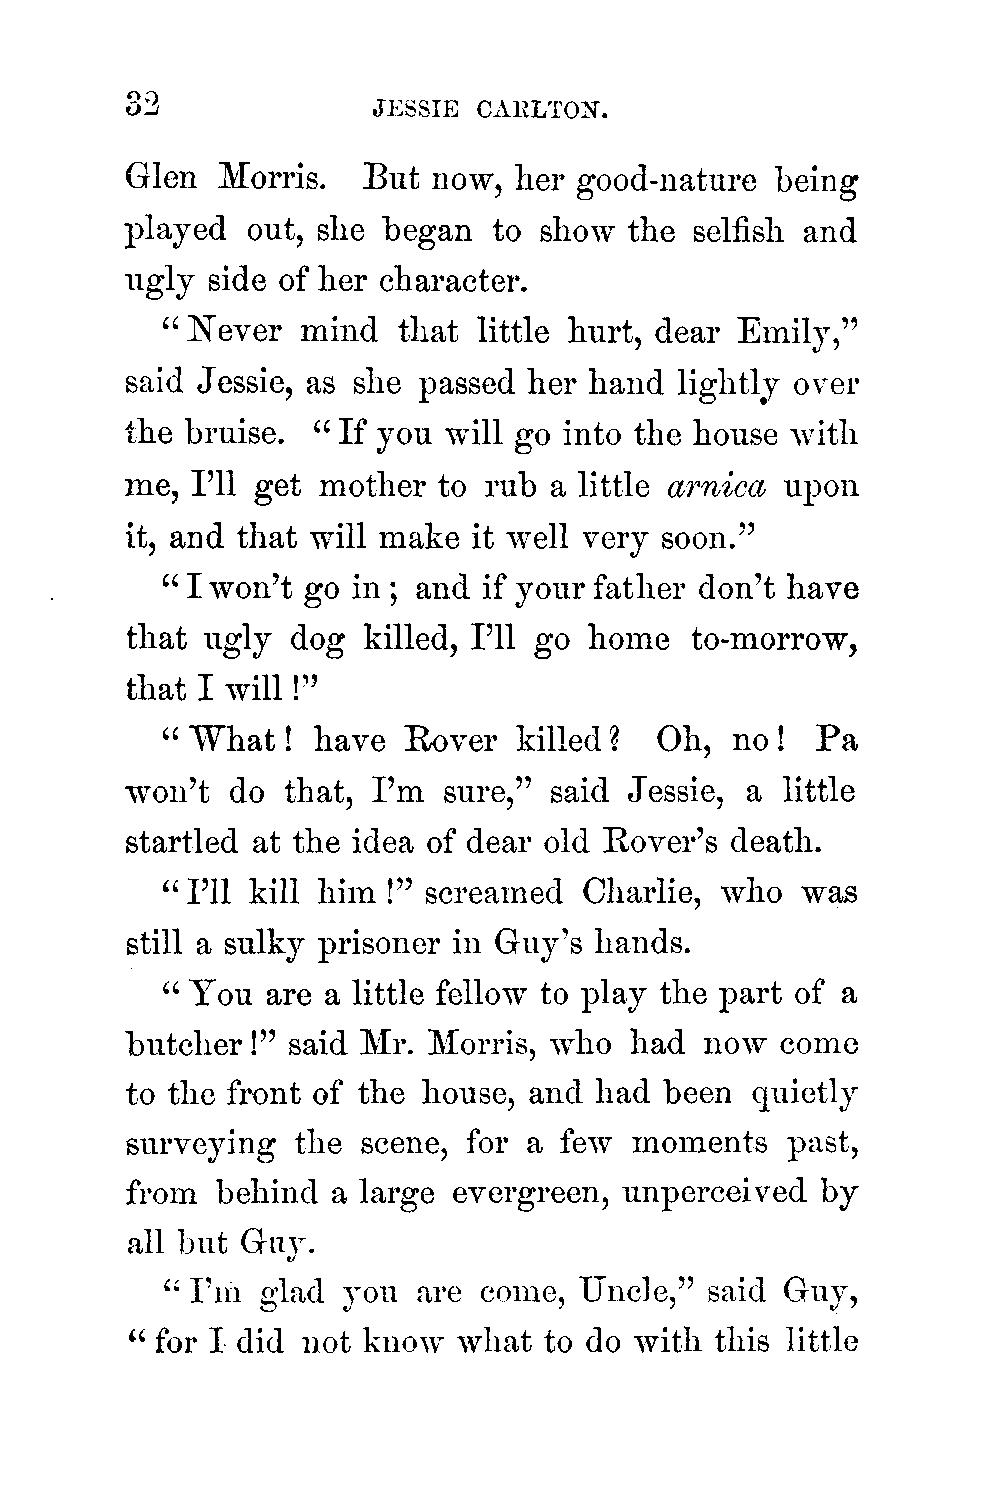 32 JESSIE CARLTON.
Glen Morris. But now, her good-nature being
played out, she began to show the selfish and
ugly side of her character.
“Never mind that little hurt, dear Emily,”
said Jessie, as she passed her hand lightly over
the bruise. “If you will go into the house with
me, I’ll get mother to rub a little arnica upon
it, and that will make it well very soon.”
“I won’t go in; and if your father don’t have
that ugly dog killed, I’ll go home to-morrow,
that I will!”
“What! have Rover killed? Oh, no! Pa
won’t do that, I’m sure,” said Jessie, a little
startled at the idea of dear old Rover’s death.
“I’ll kill him!” screamed Charlie, who was
still a sulky prisoner in Guy’s hands.
“You are a little fellow to play the part of a
butcher!” said Mr. Morris, who had now come
to the front of the house, and had been quietly
surveying the scene, for a few moments past,
from behind a large evergreen, unperceived by
all but Guy.
“I’m glad you are come, Uncle,” said Guy,
“for I did not know what to do with this little